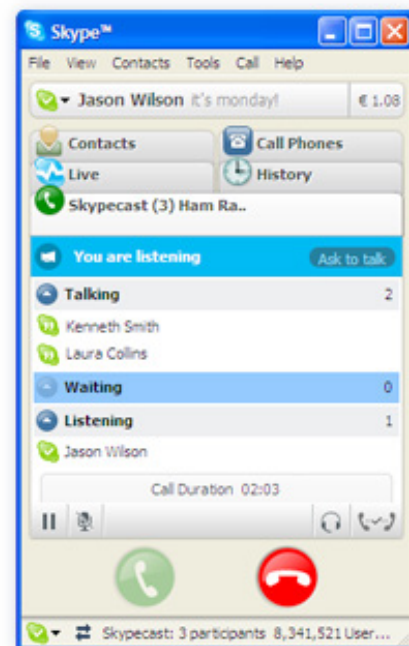 Skype™
File View Contacts Tools Call Help
Jason Wilson it's monday! € 1.08
Contacts Call Phones
Live History
Skypecast (3) Ham Ra..
You are listening Ask to talk
Talking 2
Kenneth Smith
Laura Collins
Waiting 0
Listening 1
Jason Wilson
Call Duration 02:03
Skypecast: 3 participants 8,341,521 User...